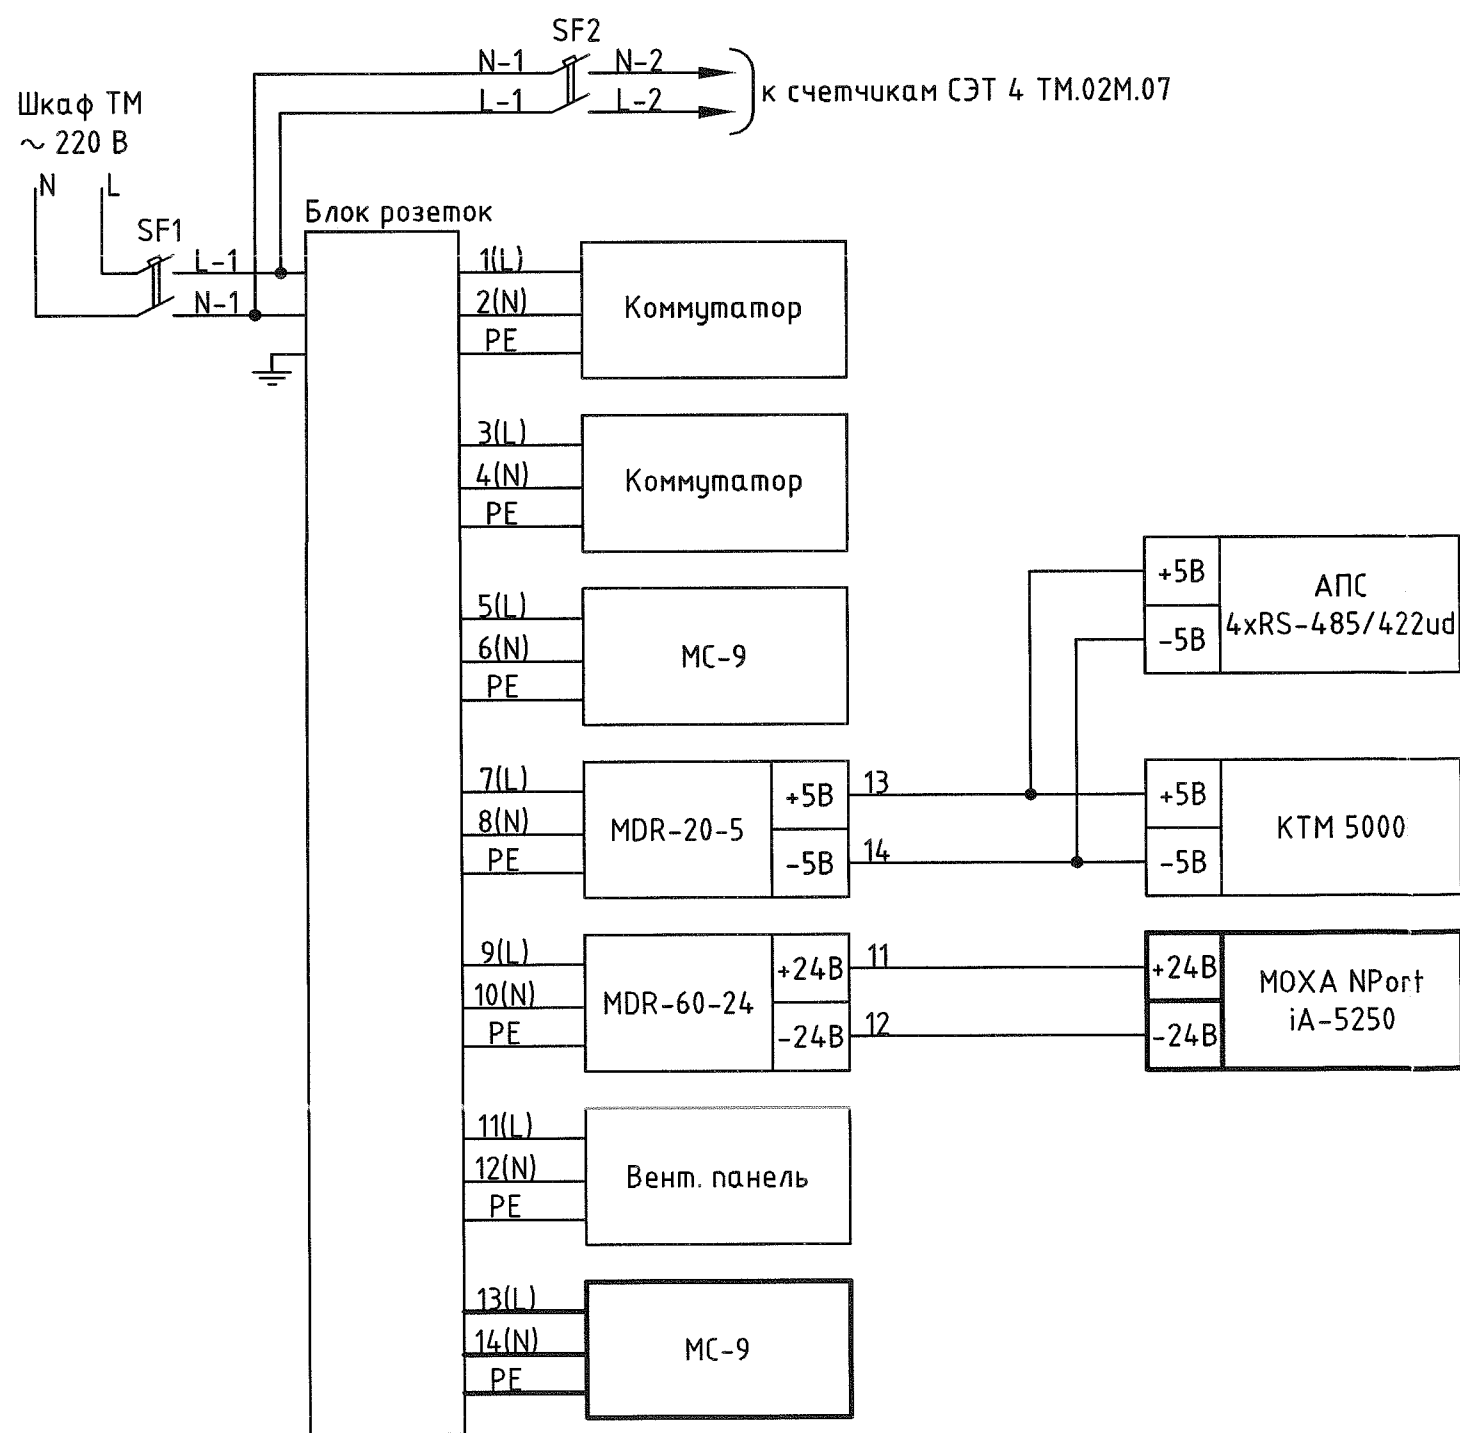 SF2
N-1
N-2
L-1
L-2
к счетчикам СЭТ 4 ТМ.02М.07
Шкаф ТМ
~ 220 В
N
L
SF1
L-1
N-1
Блок розеток
1(L)
2(N)
PE
Коммутатор
3(L)
4(N)
PE
Коммутатор
5(L)
6(N)
PE
МС-9
+5В
-5В
АПС
4xRS-485/422ud
7(L)
8(N)
PE
MDR-20-5
+5В
-5В
13
14
+5В
-5В
КТМ 5000
9(L)
10(N)
PE
MDR-60-24
+24В
-24В
11
12
+24В
-24В
MOXA NPort
iA-5250
11(L)
12(N)
PE
Вент. панель
13(L)
14(N)
PE
МС-9